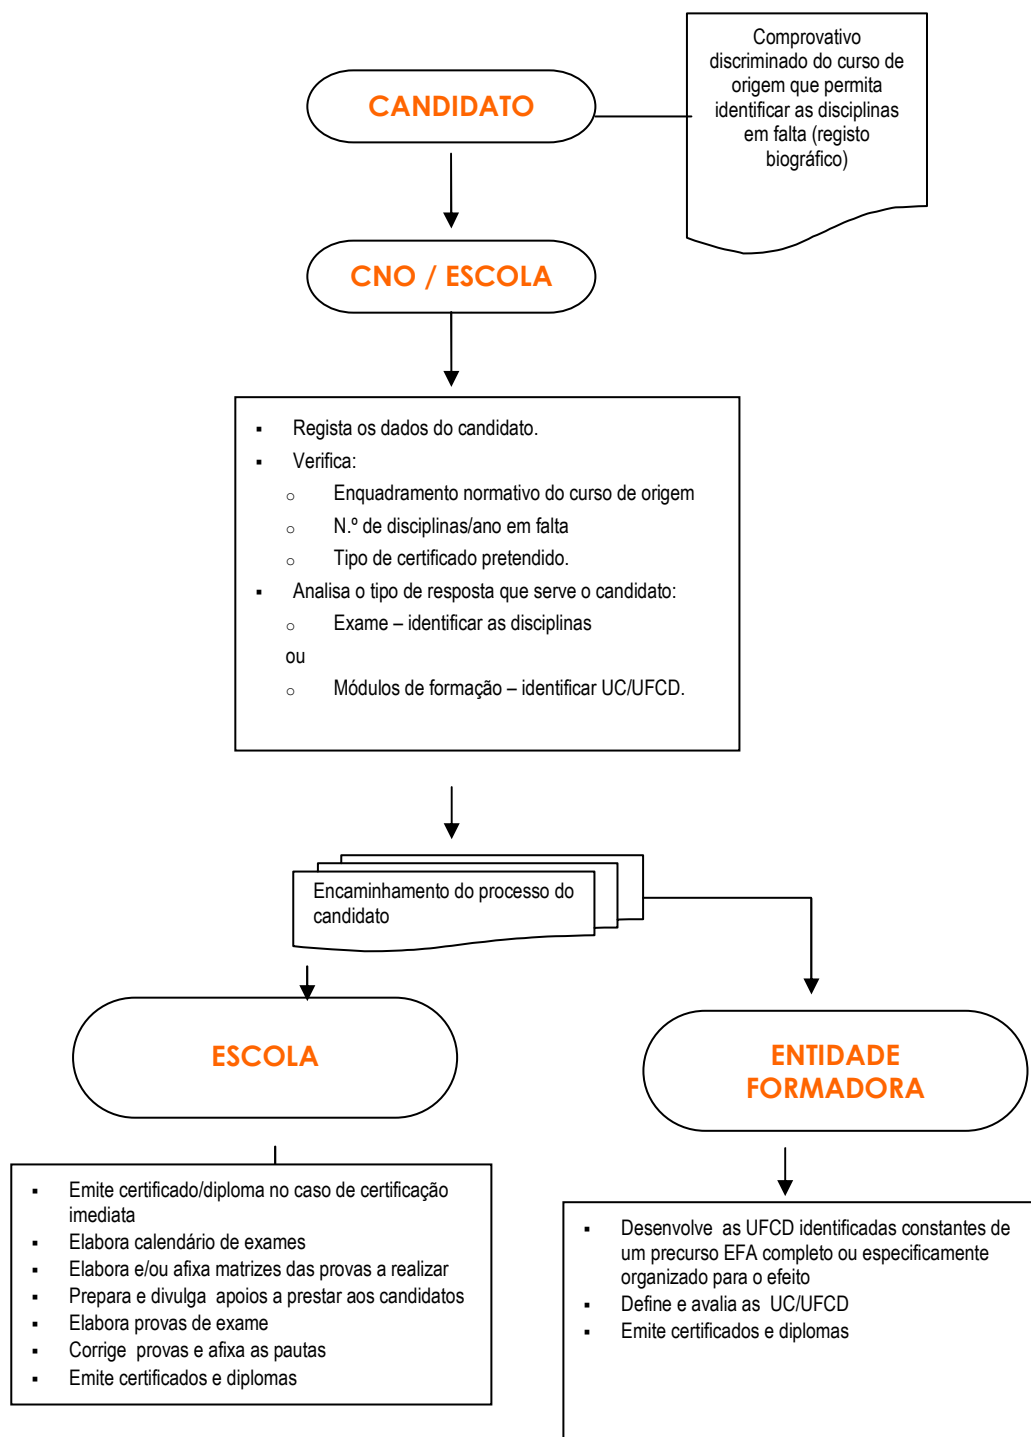 Comprovativo
discriminado do curso de
origem que permita
identificar as disciplinas
em falta (registo
biográfico)
CANDIDATO
CNO / ESCOLA
▪ Regista os dados do candidato.
▪ Verifica:
o Enquadramento normativo do curso de origem
o N.º de disciplinas/ano em falta
o Tipo de certificado pretendido.
▪ Analisa o tipo de resposta que serve o candidato:
o Exame – identificar as disciplinas
ou
o Módulos de formação – identificar UC/UFCD.
Encaminhamento do processo do
candidato
ESCOLA
▪ Emite certificado/diploma no caso de certificação
imediata
▪ Elabora calendário de exames
▪ Elabora e/ou afixa matrizes das provas a realizar
▪ Prepara e divulga apoios a prestar aos candidatos
▪ Elabora provas de exame
▪ Corrige provas e afixa as pautas
▪ Emite certificados e diplomas
ENTIDADE
FORMADORA
▪ Desenvolve as UFCD identificadas constantes de
um precurso EFA completo ou especificamente
organizado para o efeito
▪ Define e avalia as UC/UFCD
▪ Emite certificados e diplomas